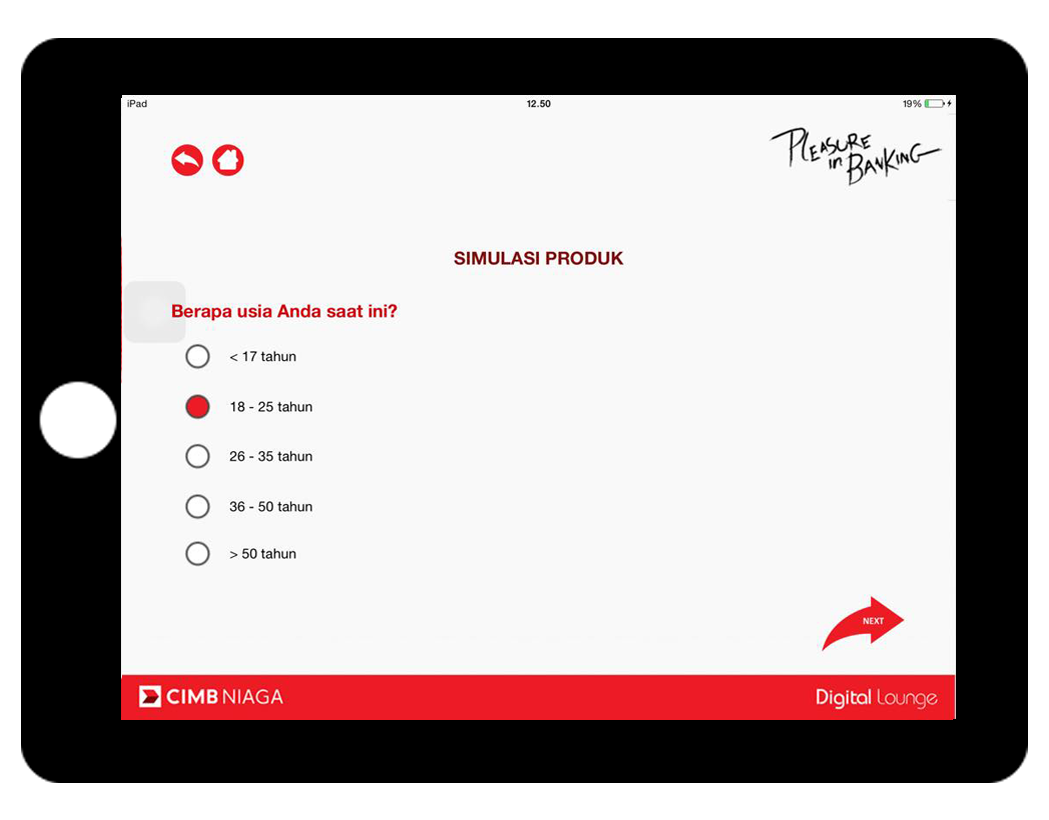 iPad 12.50 19%
PLEASURE
in BANKING
SIMULASI PRODUK
Berapa usia Anda saat ini?
< 17 tahun
18 - 25 tahun
26 - 35 tahun
36 - 50 tahun
> 50 tahun
NEXT
CIMB NIAGA Digital Lounge